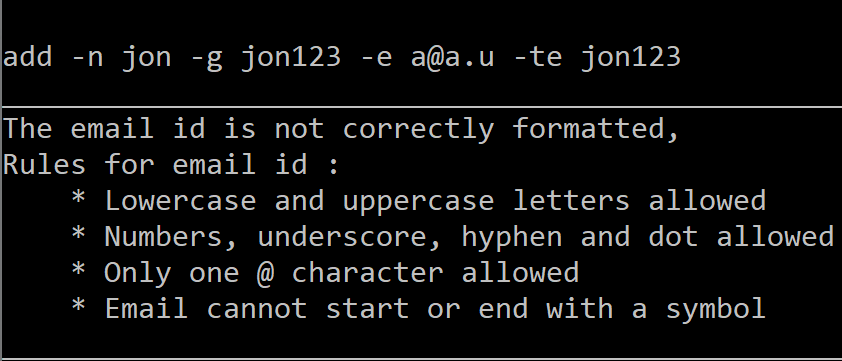 add -n jon -g jon123 -e a@a.u -te jon123
The email id is not correctly formatted,
Rules for email id :
* Lowercase and uppercase letters allowed
* Numbers, underscore, hyphen and dot allowed
* Only one @ character allowed
* Email cannot start or end with a symbol